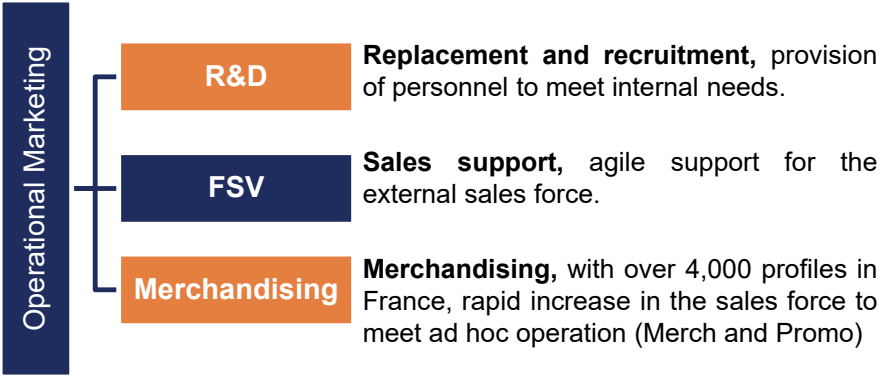 Operational Marketing
R&D
Replacement and recruitment, provision
of personnel to meet internal needs.
FSV
Sales support, agile support for the
external sales force.
Merchandising
Merchandising, with over 4,000 profiles in
France, rapid increase in the sales force to
meet ad hoc operation (Merch and Promo)